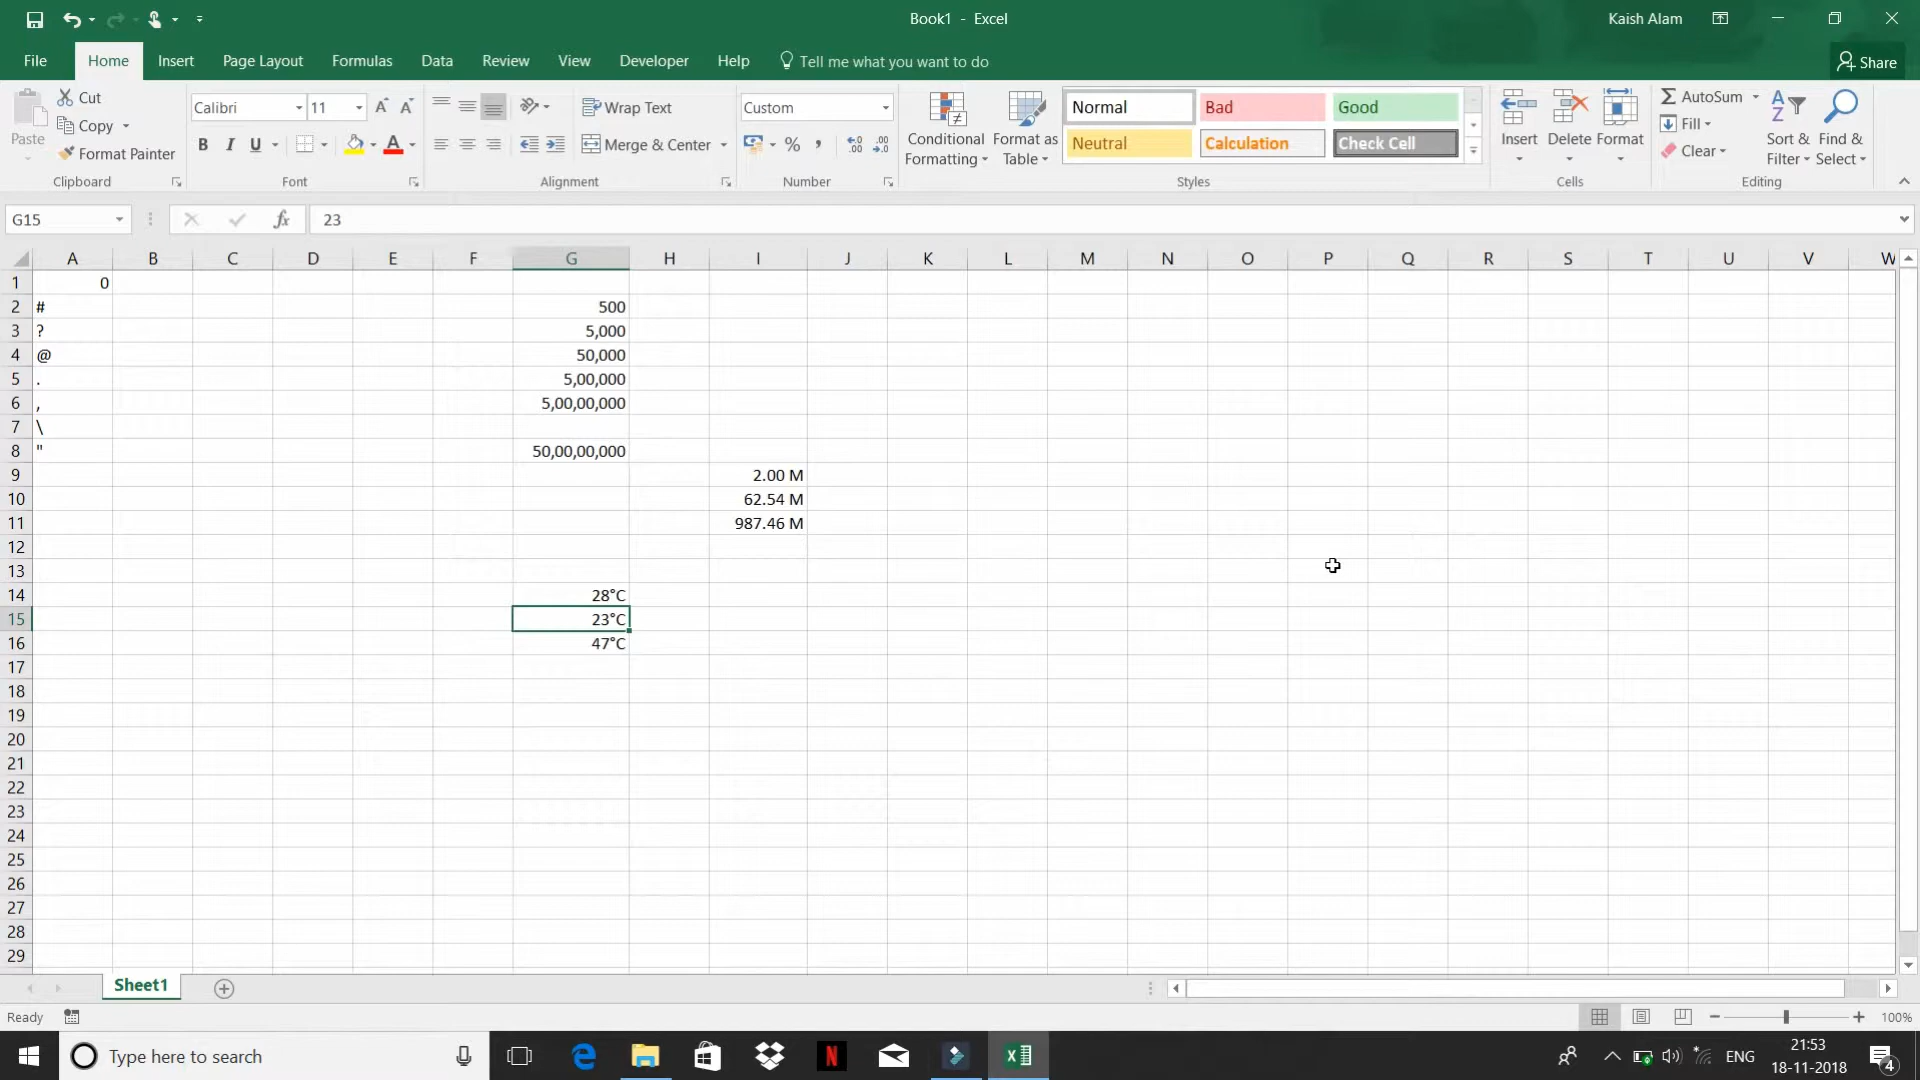 Book1 - Excel
Kaish Alam
File Home Insert Page Layout Formulas Data Review View Developer Help Tell me what you want to do Share
Paste
Cut
Copy
Format Painter
Clipboard
Calibri 11
B I U
Font
Wrap Text
Merge & Center
Alignment
Custom
%
Number
Conditional Formatting
Format as Table
Normal Bad Good
Neutral Calculation Check Cell
Styles
Insert Delete Format
Cells
AutoSum
Fill
Clear
Sort & Filter
Find & Select
Editing
G15 fx 23
A B C D E F G H I J K L M N O P Q R S T U V W
1 0
2 # 500
3 ? 5,000
4 @ 50,000
5 . 5,00,000
6 , 5,00,00,000
7 \
8 " 50,00,00,000
9 2.00 M
10 62.54 M
11 987.46 M
12
13
14 28°C
15 23°C
16 47°C
17
18
19
20
21
22
23
24
25
26
27
28
29
Sheet1
Ready 100%
Type here to search
N
ENG
21:53
18-11-2018
4